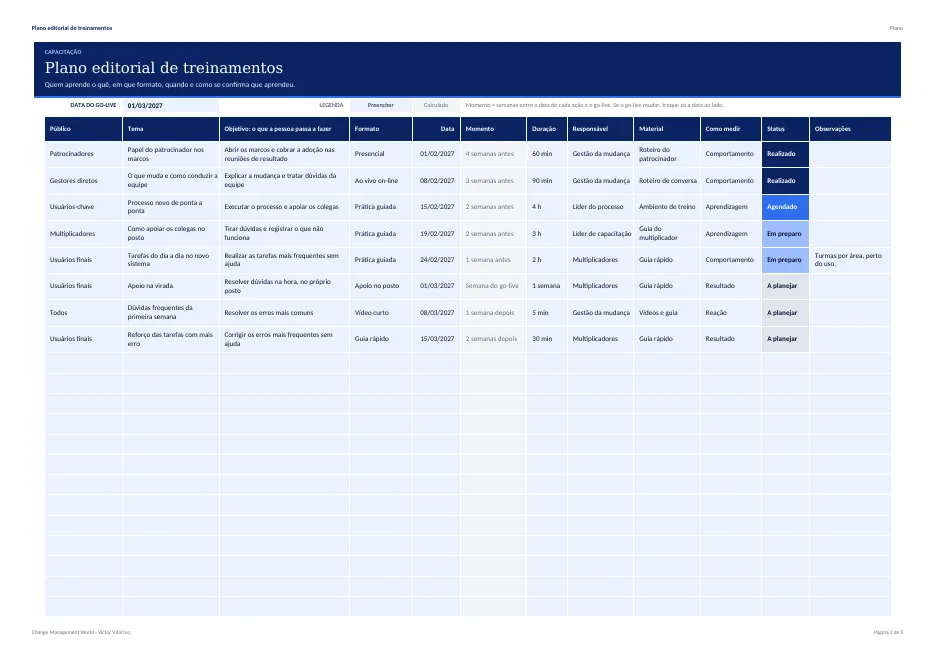 Plano editorial de treinamentos
Plano
CAPACITAÇÃO
Plano editorial de treinamentos
Quem aprende o quê, em que formato, quando e como se confirma que aprendeu.
DATA DO GO-LIVE 01/03/2027 LEGENDA Preencher Calculado Momento = semanas entre a data de cada ação e o go-live. Se o go-live mudar, troque só a data ao lado.
Público Tema Objetivo: o que a pessoa passa a fazer Formato Data Momento Duração Responsável Material Como medir Status Observações
Patrocinadores Papel do patrocinador nos marcos Abrir os marcos e cobrar a adoção nas reuniões de resultado Presencial 01/02/2027 4 semanas antes 60 min Gestão da mudança Roteiro do patrocinador Comportamento Realizado
Gestores diretos O que muda e como conduzir a equipe Explicar a mudança e tratar dúvidas da equipe Ao vivo on-line 08/02/2027 3 semanas antes 90 min Gestão da mudança Roteiro de conversa Comportamento Realizado
Usuários-chave Processo novo de ponta a ponta Executar o processo e apoiar os colegas Prática guiada 15/02/2027 2 semanas antes 4 h Líder do processo Ambiente de treino Aprendizagem Agendado
Multiplicadores Como apoiar os colegas no posto Tirar dúvidas e registrar o que não funciona Prática guiada 19/02/2027 2 semanas antes 3 h Líder de capacitação Guia do multiplicador Aprendizagem Em preparo
Usuários finais Tarefas do dia a dia no novo sistema Realizar as tarefas mais frequentes sem ajuda Prática guiada 24/02/2027 1 semana antes 2 h Multiplicadores Guia rápido Comportamento Em preparo Turmas por área, perto do uso.
Usuários finais Apoio na virada Resolver dúvidas na hora, no próprio posto Apoio no posto 01/03/2027 Semana do go-live 1 semana Multiplicadores Guia rápido Resultado A planejar
Todos Dúvidas frequentes da primeira semana Resolver os erros mais comuns Vídeo curto 08/03/2027 1 semana depois 5 min Gestão da mudança Vídeos e guia Reação A planejar
Usuários finais Reforço das tarefas com mais erro Corrigir os erros mais frequentes sem ajuda Guia rápido 15/03/2027 2 semanas depois 30 min Multiplicadores Guia rápido Resultado A planejar
Change Management World · Victor Vitorino
Página 2 de 5